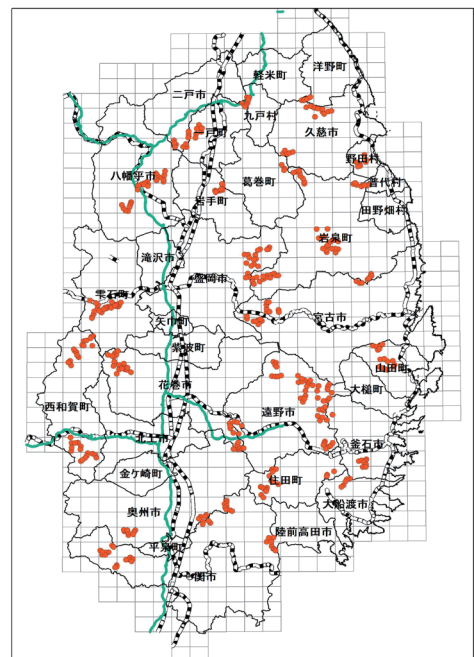 洋野町
軽米町
二戸市
九戸村
一戸町
久慈市
野田村
八幡平市
葛巻町
普代村
岩手町
田野畑村
岩泉町
滝沢市
盛岡市
雫石町
宮古市
矢巾町
紫波町
山田町
花巻市
大槌町
西和賀町
遠野市
北上市
釜石市
金ケ崎町
住田町
大船渡市
奥州市
陸前高田市
平泉町
一関市